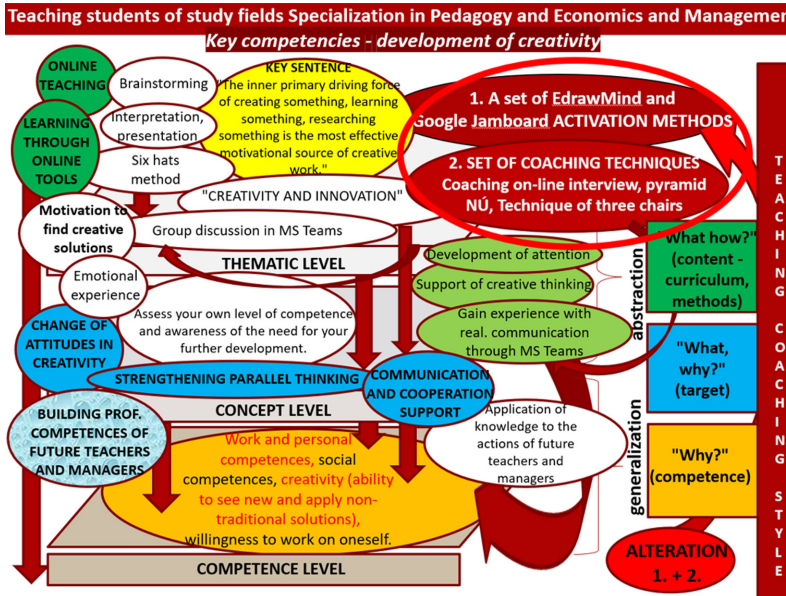 Teaching students of study fields Specialization in Pedagogy and Economics and Managemen
Key competencies - development of creativity
ONLINE
TEACHING
Brainstorming
KEY SENTENCE
"The inner primary driving force
of creating something, learning
something, researching
something is the most effective
motivational source of creative
work."
1. A set of EdrawMind and
Google Jamboard ACTIVATION METHODS
LEARNING
THROUGH
ONLINE
TOOLS
Interpretation,
presentation
Six hats
method
2. SET OF COACHING TECHNIQUES
Coaching on-line interview, pyramid
NÚ, Technique of three chairs
"CREATIVITY AND INNOVATION"
Motivation to
find creative
solutions
Group discussion in MS Teams
THEMATIC LEVEL
Development of attention
Support of creative thinking
Gain experience with
real. communication
through MS Teams
abstraction
"What how?"
(content -
curriculum,
methods)
Emotional
experience
Assess your own level of competence
and awareness of the need for your
further development.
CHANGE OF
ATTITUDES IN
CREATIVITY
STRENGTHENING PARALLEL THINKING
COMMUNICATION
AND COOPERATION
SUPPORT
"What,
why?"
(target)
CONCEPT LEVEL
BUILDING PROF.
COMPETENCES OF
FUTURE TEACHERS
AND MANAGERS
Application of
knowledge to the
actions of future
teachers and
managers
generalization
"Why?"
(competence)
Work and personal
competences, social
competences, creativity (ability
to see new and apply non-
traditional solutions),
willingness to work on oneself.
COMPETENCE LEVEL
ALTERATION
1. + 2.
TEACHING COACHING STYLE